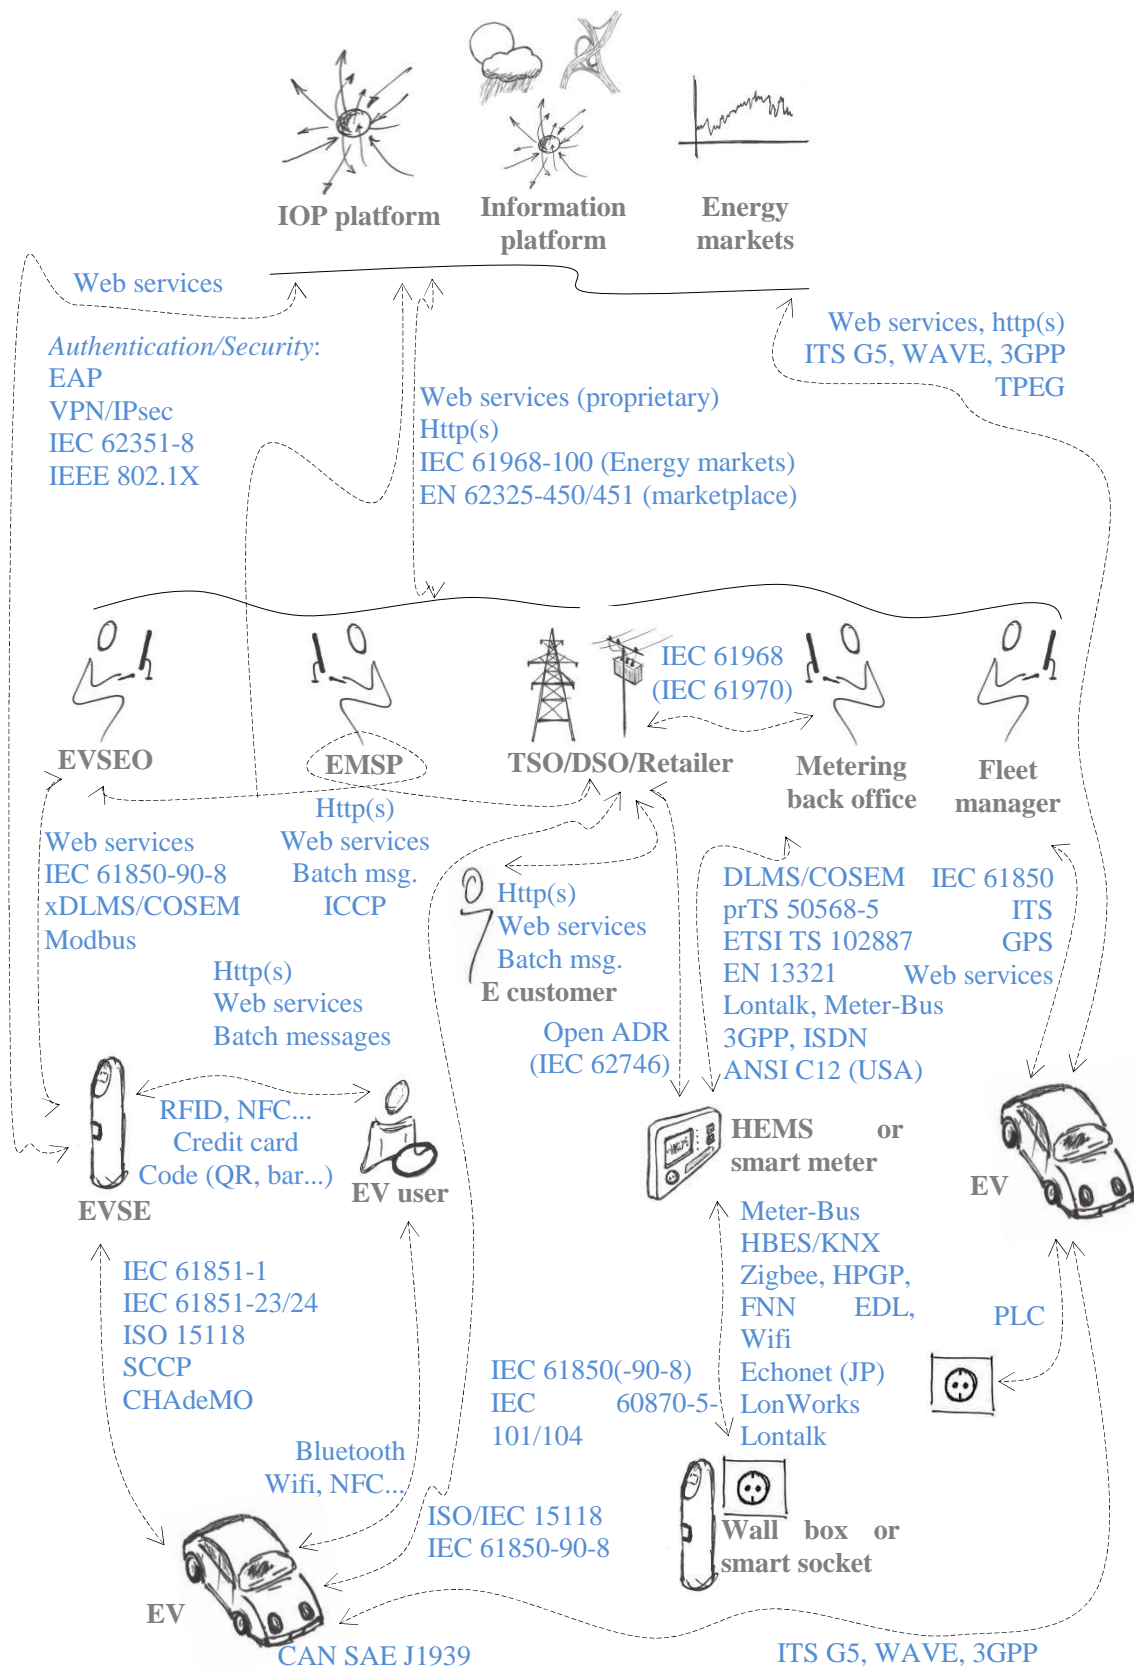 IOP platform
Information
platform
Energy
markets
Web services
Authentication/Security:
EAP
VPN/IPsec
IEC 62351-8
IEEE 802.1X
Web services (proprietary)
Http(s)
IEC 61968-100 (Energy markets)
EN 62325-450/451 (marketplace)
Web services, http(s)
ITS G5, WAVE, 3GPP
TPEG
IEC 61968
(IEC 61970)
EVSEO
EMSP
TSO/DSO/Retailer
Metering
back office
Fleet
manager
Web services
IEC 61850-90-8
xDLMS/COSEM
Modbus
Http(s)
Web services
Batch msg.
ICCP
Http(s)
Web services
Batch msg.
E customer
DLMS/COSEM
prTS 50568-5
ETSI TS 102887
EN 13321
Lontalk, Meter-Bus
3GPP, ISDN
ANSI C12 (USA)
IEC 61850
ITS
GPS
Web services
Http(s)
Web services
Batch messages
Open ADR
(IEC 62746)
RFID, NFC...
Credit card
Code (QR, bar...)
EVSE
EV user
HEMS or
smart meter
EV
IEC 61851-1
IEC 61851-23/24
ISO 15118
SCCP
CHAdeMO
Meter-Bus
HBES/KNX
Zigbee, HPGP,
FNN EDL,
Wifi
Echonet (JP)
LonWorks
Lontalk
PLC
IEC 61850(-90-8)
IEC 60870-5-
101/104
Bluetooth
Wifi, NFC...
ISO/IEC 15118
IEC 61850-90-8
Wall box or
smart socket
EV
CAN SAE J1939
ITS G5, WAVE, 3GPP